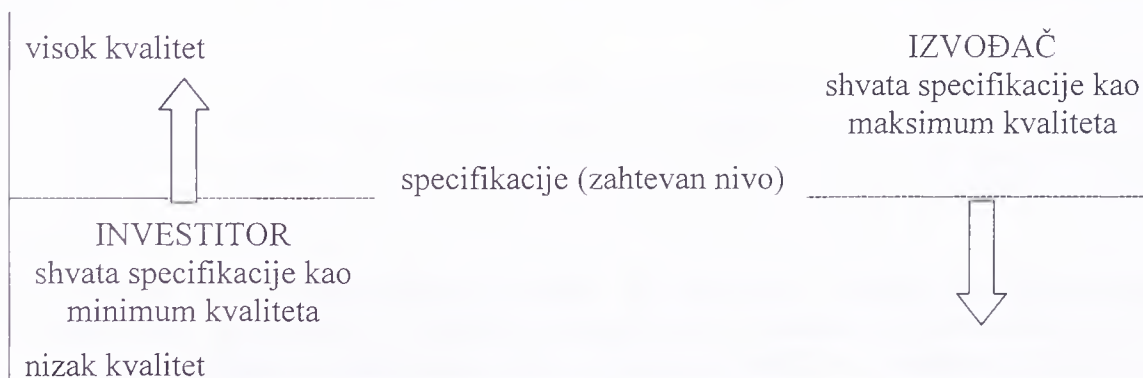 visok kvalitet
IZVOĐAČ
shvata specifikacije kao
maksimum kvaliteta
specifikacije (zahtevan nivo)
INVESTITOR
shvata specifikacije kao
minimum kvaliteta
nizak kvalitet